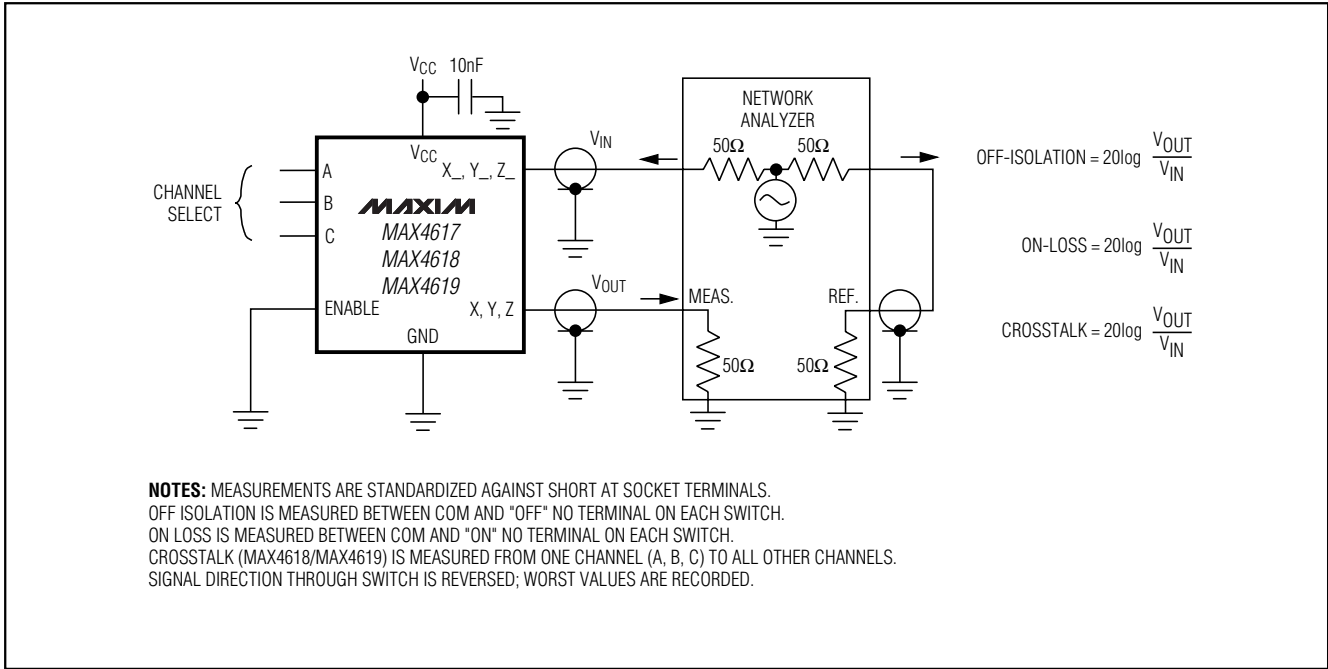 VCC 10nF
NETWORK
ANALYZER
50Ω 50Ω
VIN
VCC
X_, Y_, Z_
A
B
C
CHANNEL
SELECT
MAXIM
MAX4617
MAX4618
MAX4619
ENABLE
X, Y, Z
GND
VOUT
MEAS.
REF.
50Ω
50Ω
OFF-ISOLATION = 20log VOUT
VIN
ON-LOSS = 20log VOUT
VIN
CROSSTALK = 20log VOUT
VIN
NOTES: MEASUREMENTS ARE STANDARDIZED AGAINST SHORT AT SOCKET TERMINALS.
OFF ISOLATION IS MEASURED BETWEEN COM AND "OFF" NO TERMINAL ON EACH SWITCH.
ON LOSS IS MEASURED BETWEEN COM AND "ON" NO TERMINAL ON EACH SWITCH.
CROSSTALK (MAX4618/MAX4619) IS MEASURED FROM ONE CHANNEL (A, B, C) TO ALL OTHER CHANNELS.
SIGNAL DIRECTION THROUGH SWITCH IS REVERSED; WORST VALUES ARE RECORDED.